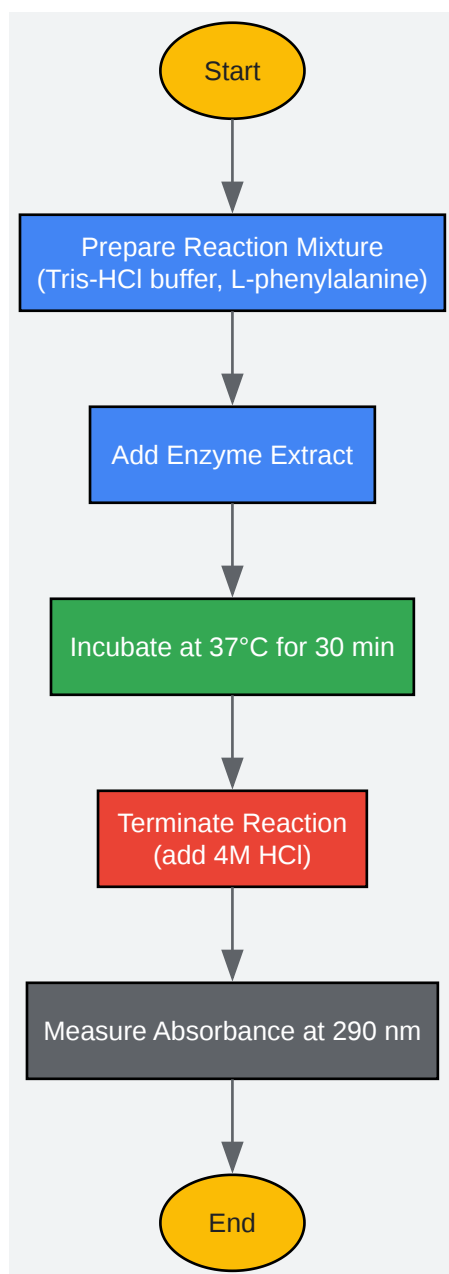 Start
Prepare Reaction Mixture
(Tris-HCl buffer, L-phenylalanine)
Add Enzyme Extract
Incubate at 37°C for 30 min
Terminate Reaction
(add 4M HCl)
Measure Absorbance at 290 nm
End